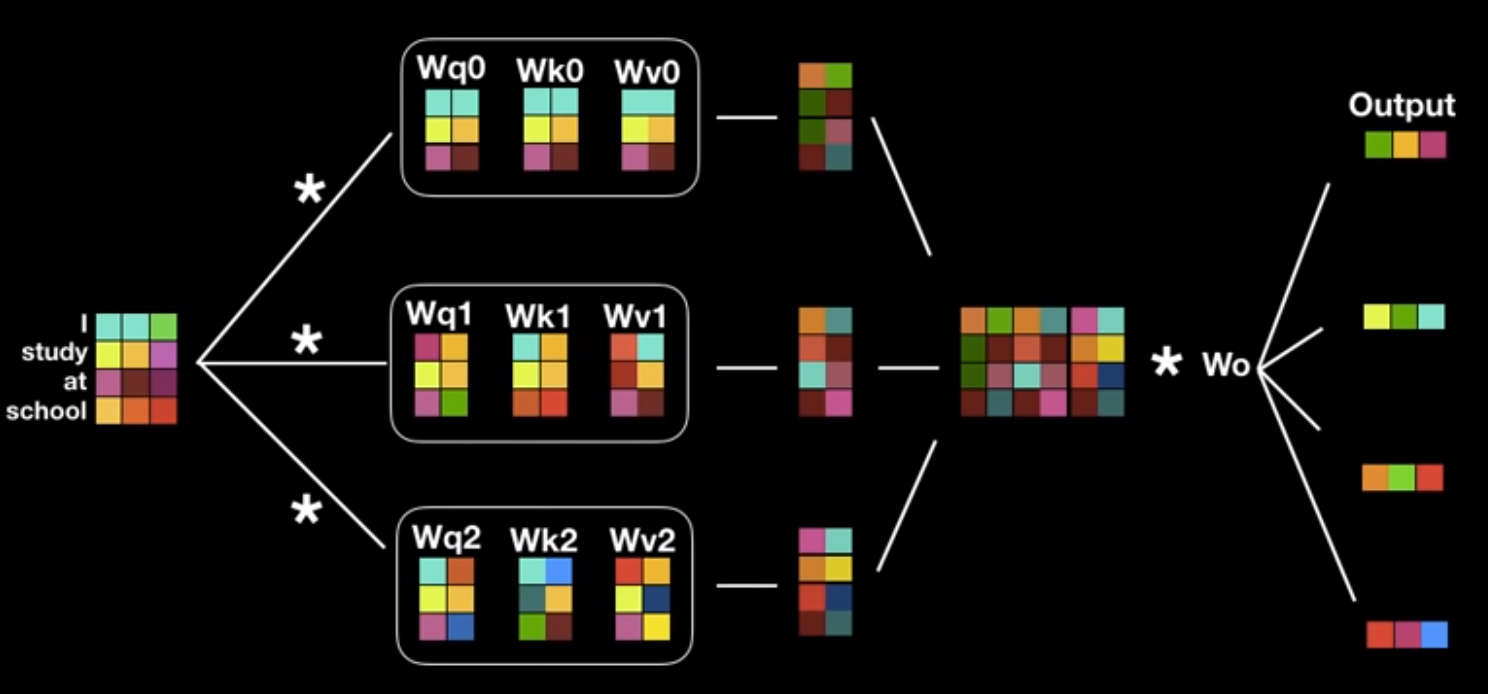 I
study
at
school
*
*
*
Wq0 Wk0 Wv0
Wq1 Wk1 Wv1
Wq2 Wk2 Wv2
* Wo
Output